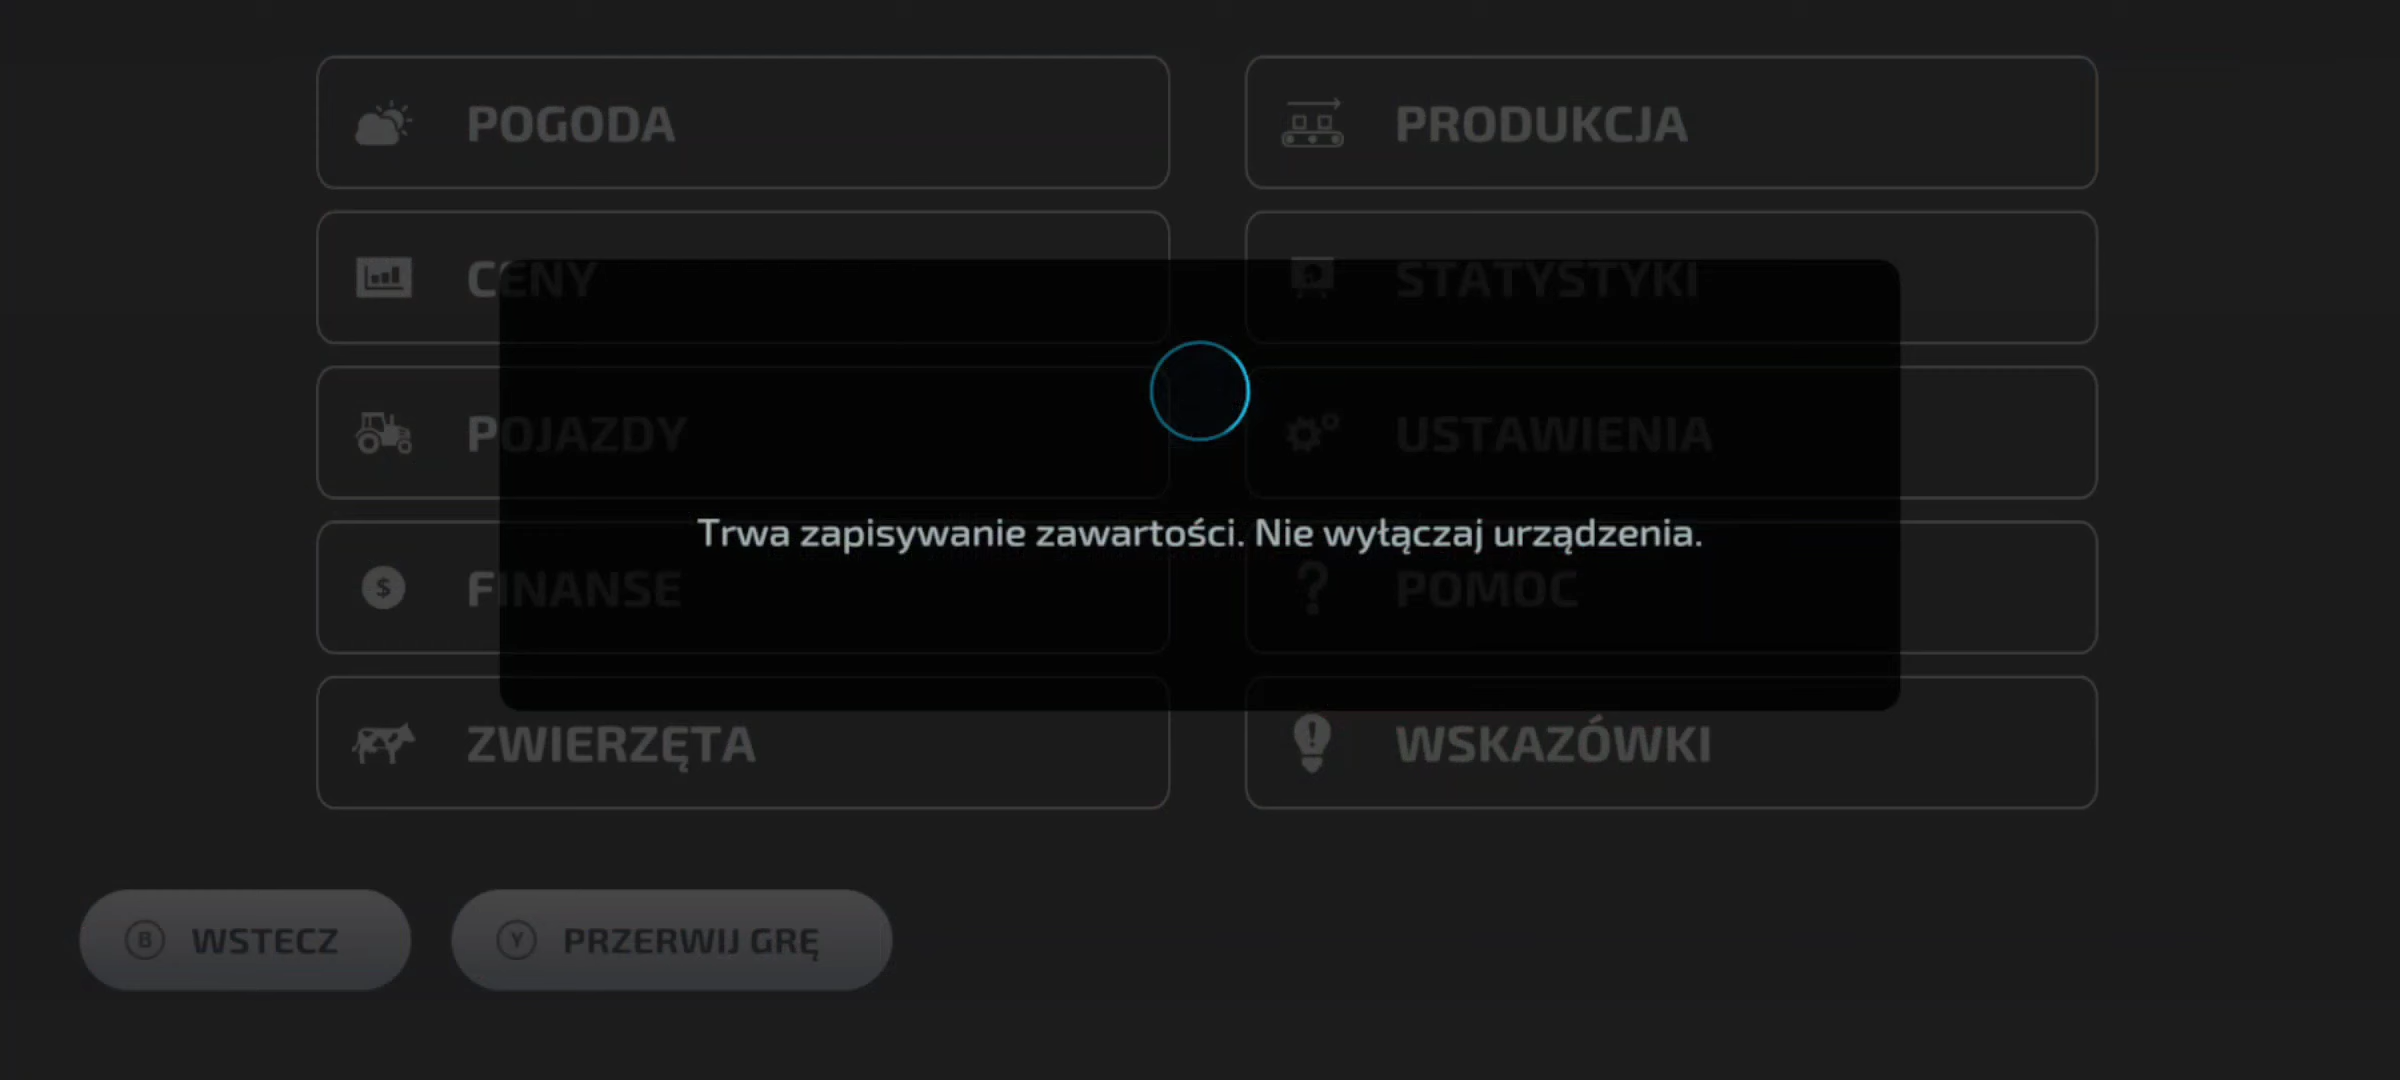 POGODA
PRODUKCJA
CENY
STATYSTYKI
POJAZDY
USTAWIENIA
Trwa zapisywanie zawartości. Nie wyłączaj urządzenia.
FINANSE
POMOC
ZWIERZĘTA
WSKAZÓWKI
B WSTECZ
Y PRZERWIJ GRĘ